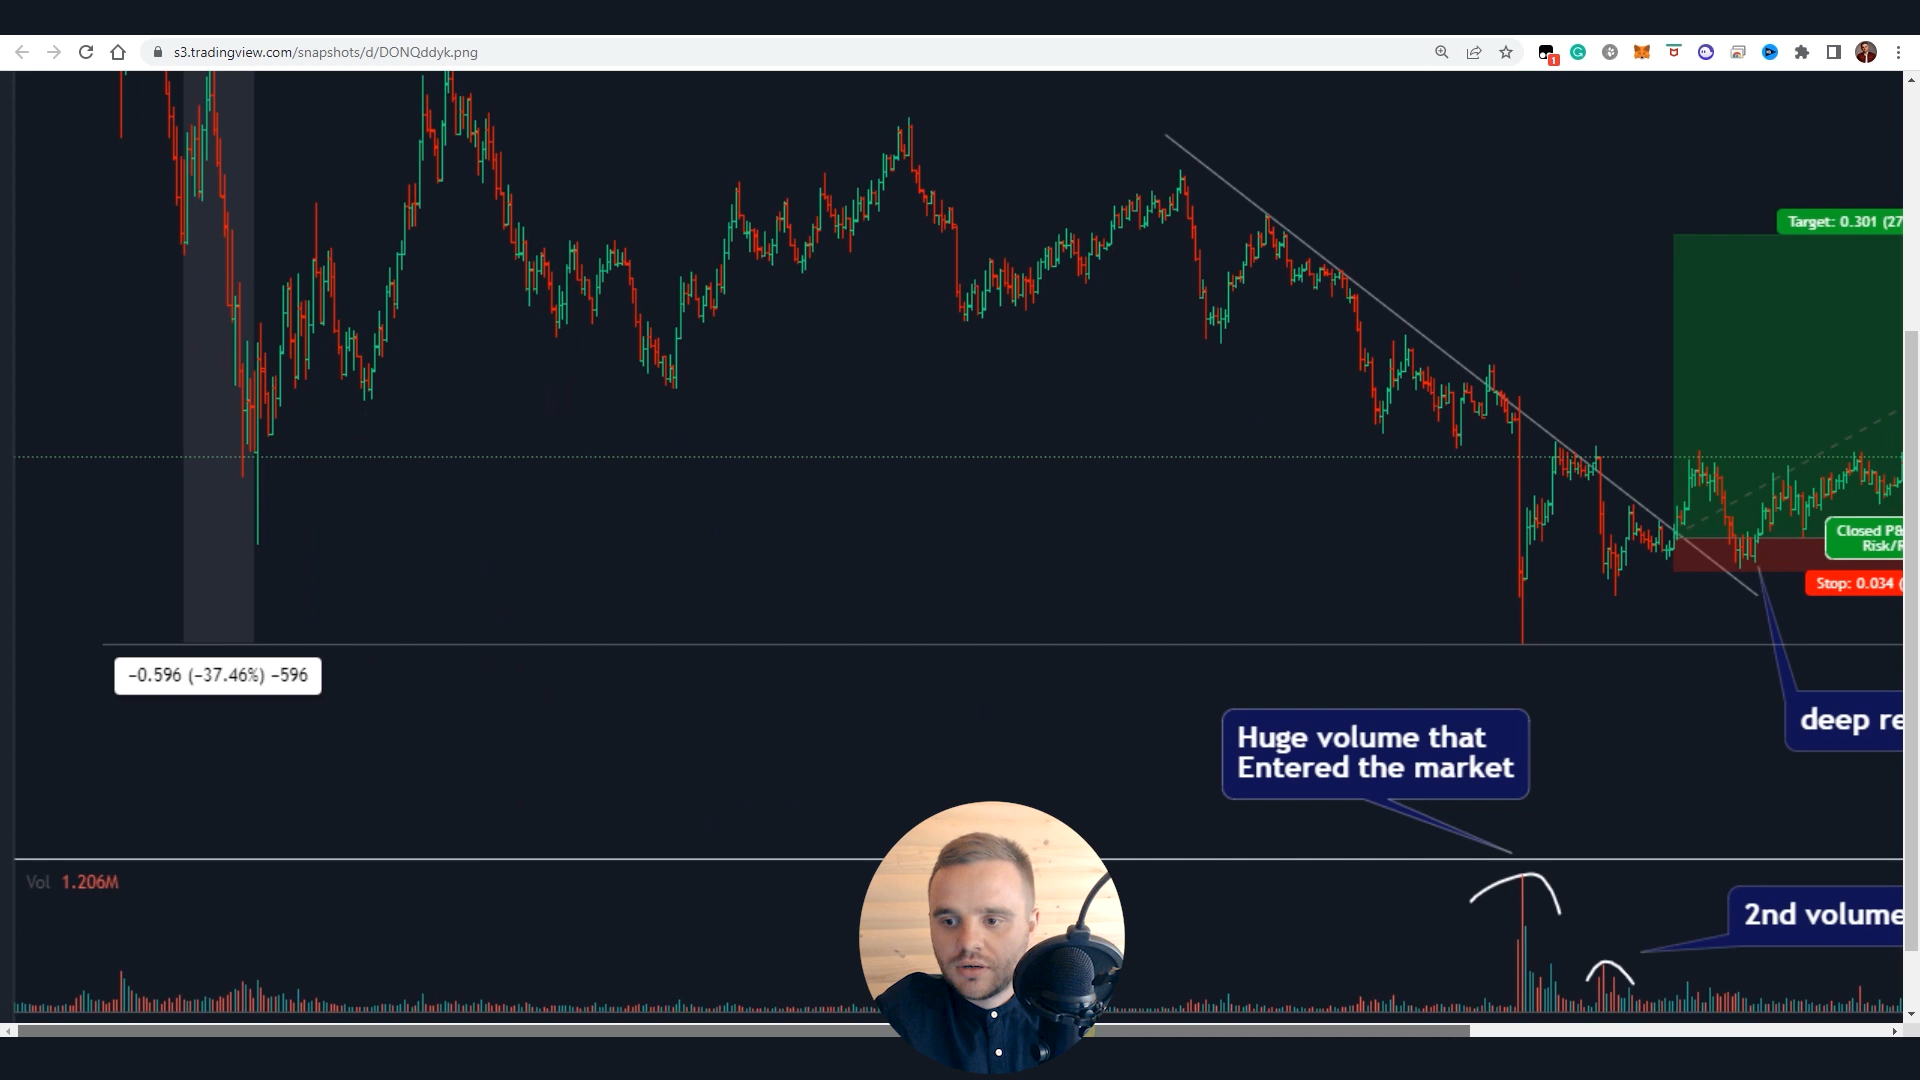 s3.tradingview.com/snapshots/d/DONQddyk.png
1
Target: 0.301 (27
Closed P&
Risk/R
Stop: 0.034 (
−0.596 (−37.46%) −596
deep re
Huge volume that
Entered the market
Vol 1.206M
2nd volume